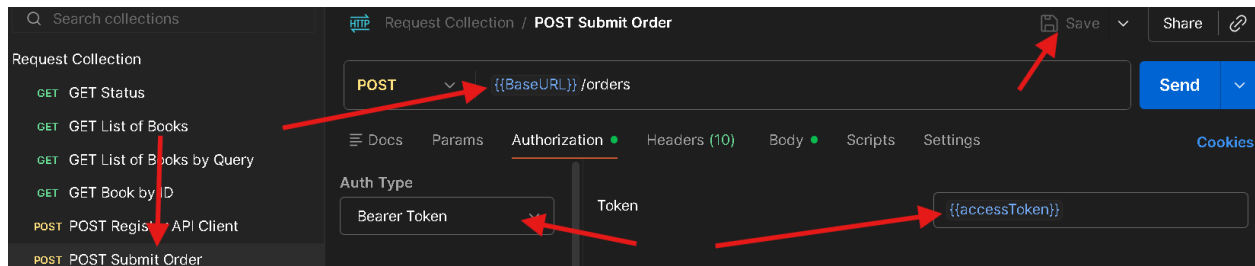 Search collections
Request Collection
GET GET Status
GET GET List of Books
GET GET List of Books by Query
GET GET Book by ID
POST POST Register API Client
POST POST Submit Order
HTTP Request Collection / POST Submit Order
Save
Share
POST {{BaseURL}} /orders
Send
Docs Params Authorization Headers (10) Body Scripts Settings
Cookies
Auth Type
Bearer Token
Token
{{accessToken}}